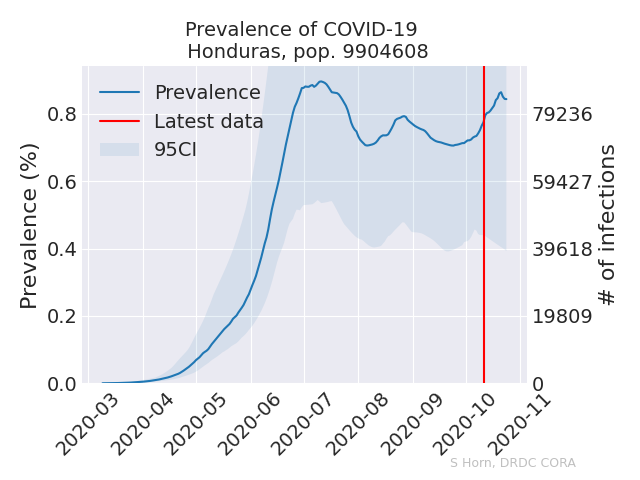 Prevalence of COVID-19
Honduras, pop. 9904608
Prevalence
Latest data
95CI
Prevalence (%)
0.8
0.6
0.4
0.2
0.0
79236
59427
39618
19809
0
# of infections
2020-03
2020-04
2020-05
2020-06
2020-07
2020-08
2020-09
2020-10
2020-11
S Horn, DRDC CORA